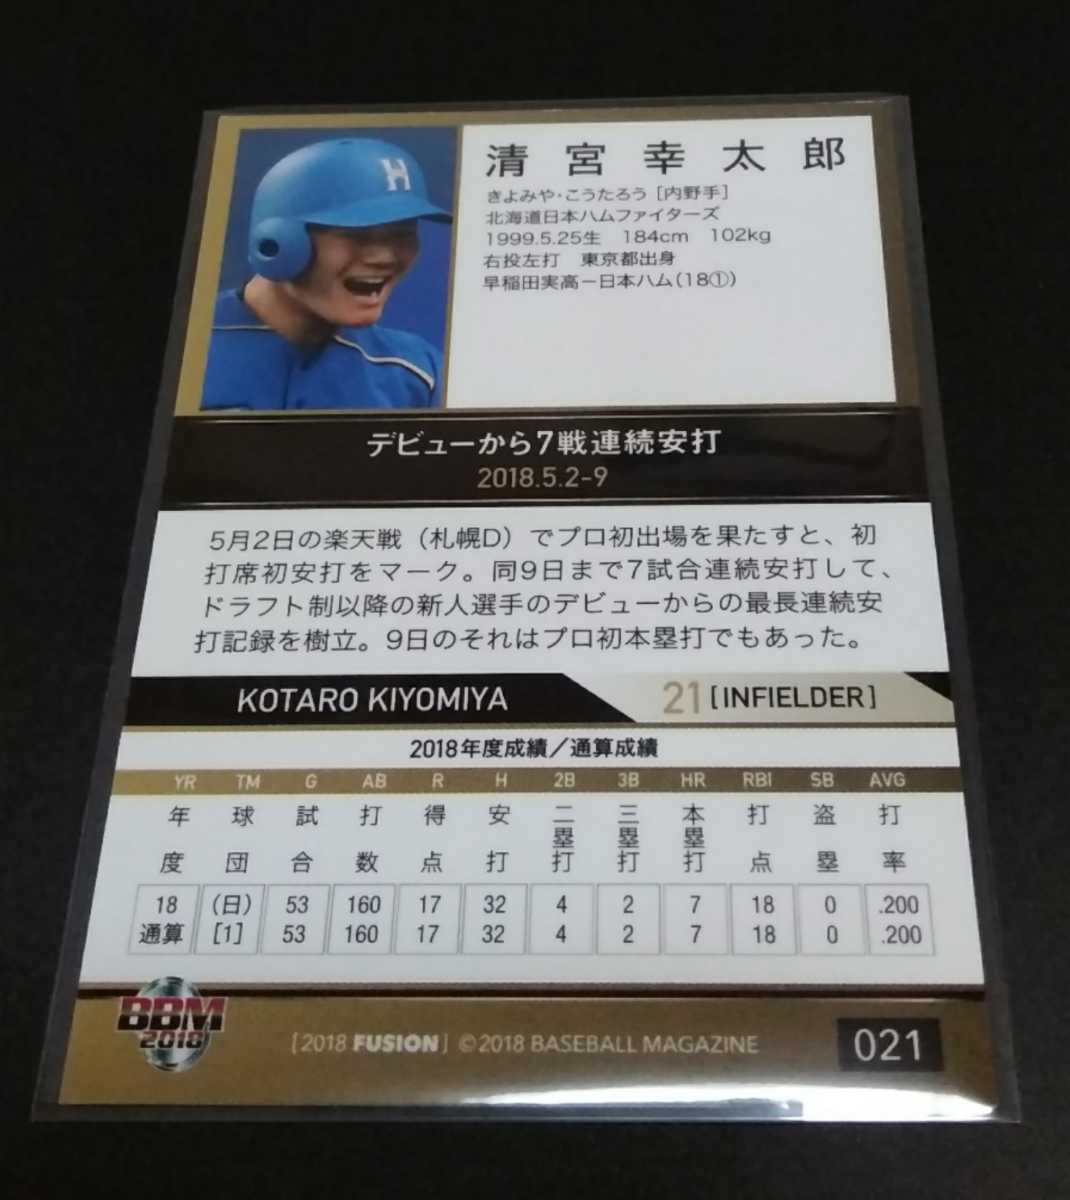 H
清宮幸太郎
きよみや・こうたろう［内野手］
北海道日本ハムファイターズ
1999.5.25生　184cm　102kg
右投左打　東京都出身
早稲田実高－日本ハム（18①）
デビューから7戦連続安打
2018.5.2-9
5月2日の楽天戦（札幌D）でプロ初出場を果たすと、初
打席初安打をマーク。同9日まで7試合連続安打して、
ドラフト制以降の新人選手のデビューからの最長連続安
打記録を樹立。9日のそれはプロ初本塁打でもあった。
KOTARO KIYOMIYA 21 [INFIELDER]
2018年度成績／通算成績
YR TM G AB R H 2B 3B HR RBI SB AVG
年度 球団 試合 打数 得点 安打 二塁打 三塁打 本塁打 打点 盗塁 打率
18 (日) 53 160 17 32 4 2 7 18 0 .200
通算 [1] 53 160 17 32 4 2 7 18 0 .200
BBM
2018
[2018 FUSION] ©2018 BASEBALL MAGAZINE
021